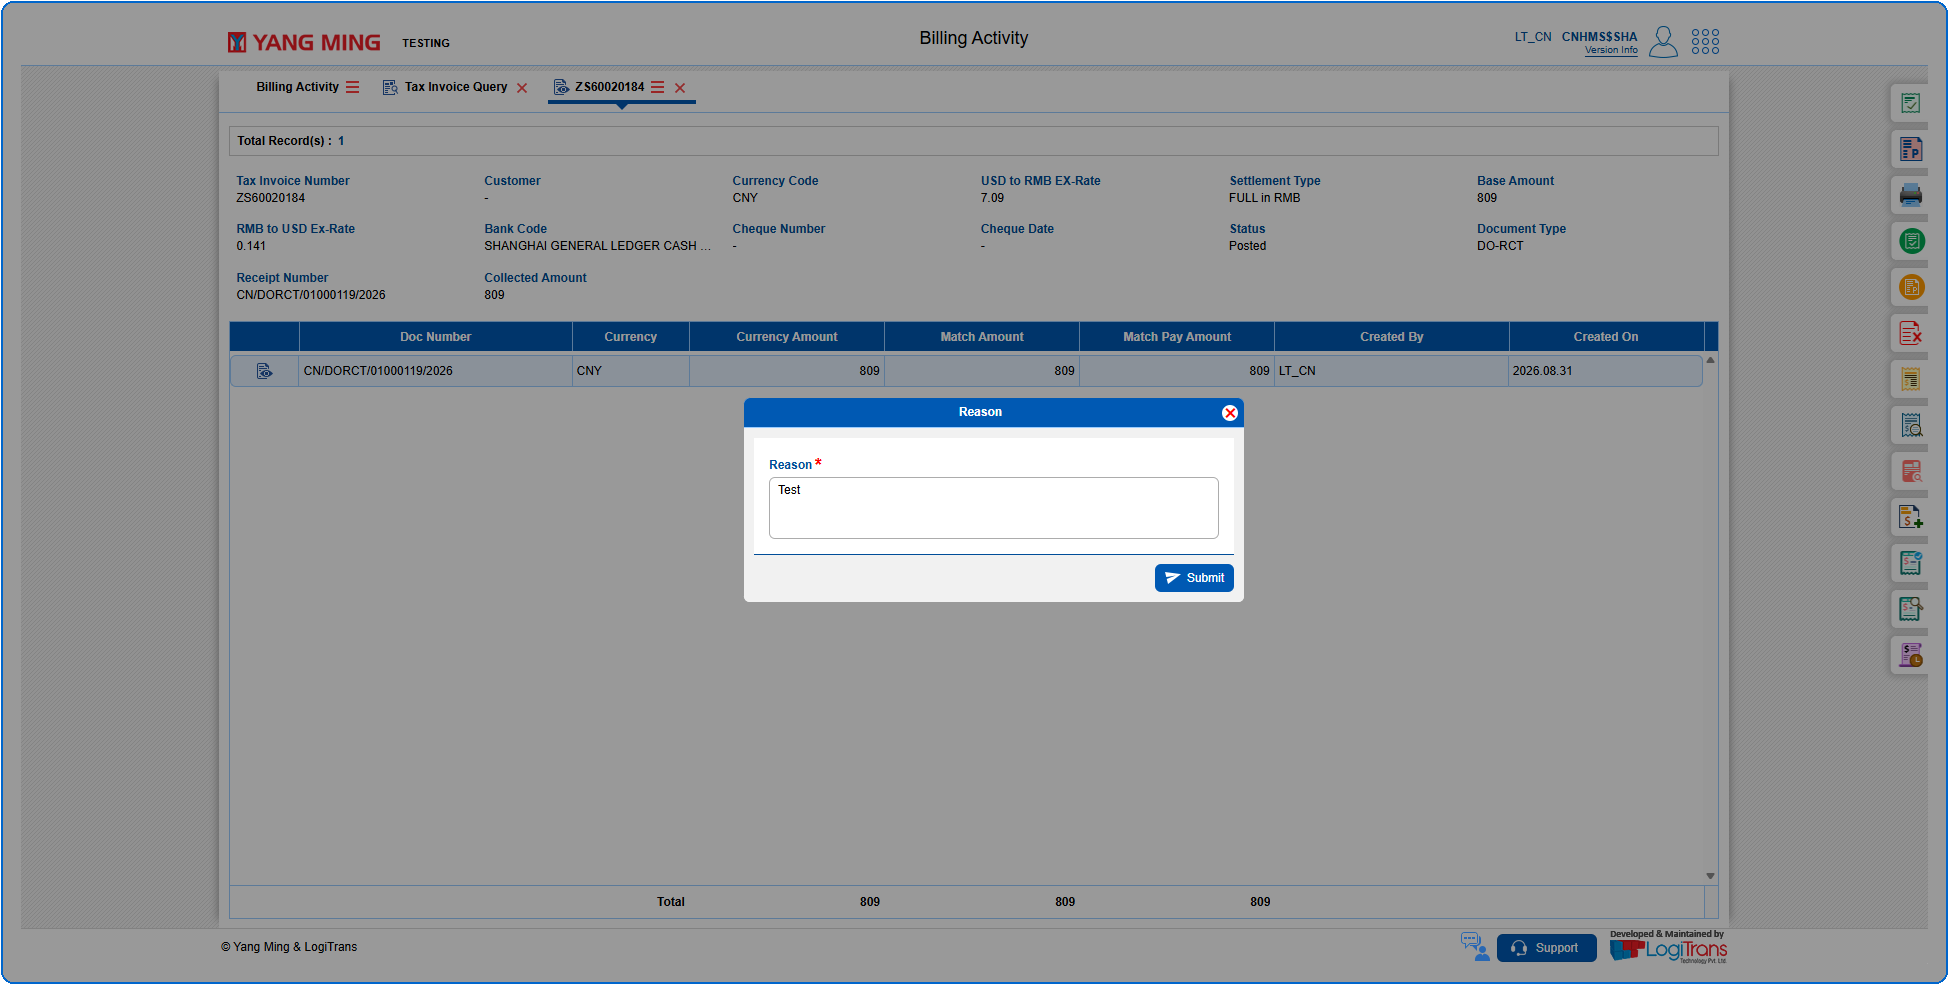 YANG MING TESTING
Billing Activity
LT_CN CNHMS$SHA
Version Info
Billing Activity
Tax Invoice Query
ZS60020184
Total Record(s) : 1
Tax Invoice Number
ZS60020184
Customer
-
Currency Code
CNY
USD to RMB EX-Rate
7.09
Settlement Type
FULL in RMB
Base Amount
809
RMB to USD Ex-Rate
0.141
Bank Code
SHANGHAI GENERAL LEDGER CASH ...
Cheque Number
-
Cheque Date
-
Status
Posted
Document Type
DO-RCT
Receipt Number
CN/DORCT/01000119/2026
Collected Amount
809
Doc Number Currency Currency Amount Match Amount Match Pay Amount Created By Created On
CN/DORCT/01000119/2026 CNY 809 809 809 LT_CN 2026.08.31
Reason
Reason *
Test
Submit
Total 809 809 809
© Yang Ming & LogiTrans
Support
Developed & Maintained by
LogiTrans
Technology Pvt. Ltd